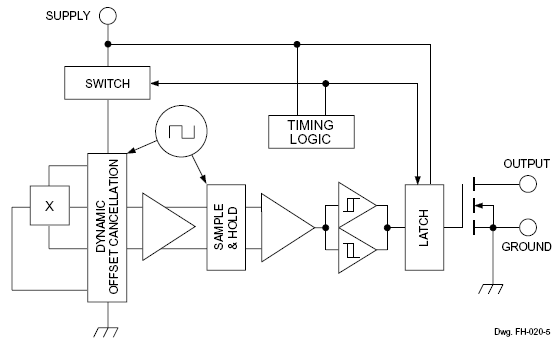 SUPPLY
SWITCH
TIMING
LOGIC
X
DYNAMIC
OFFSET CANCELLATION
SAMPLE
& HOLD
LATCH
OUTPUT
GROUND
Dwg. FH-020-5